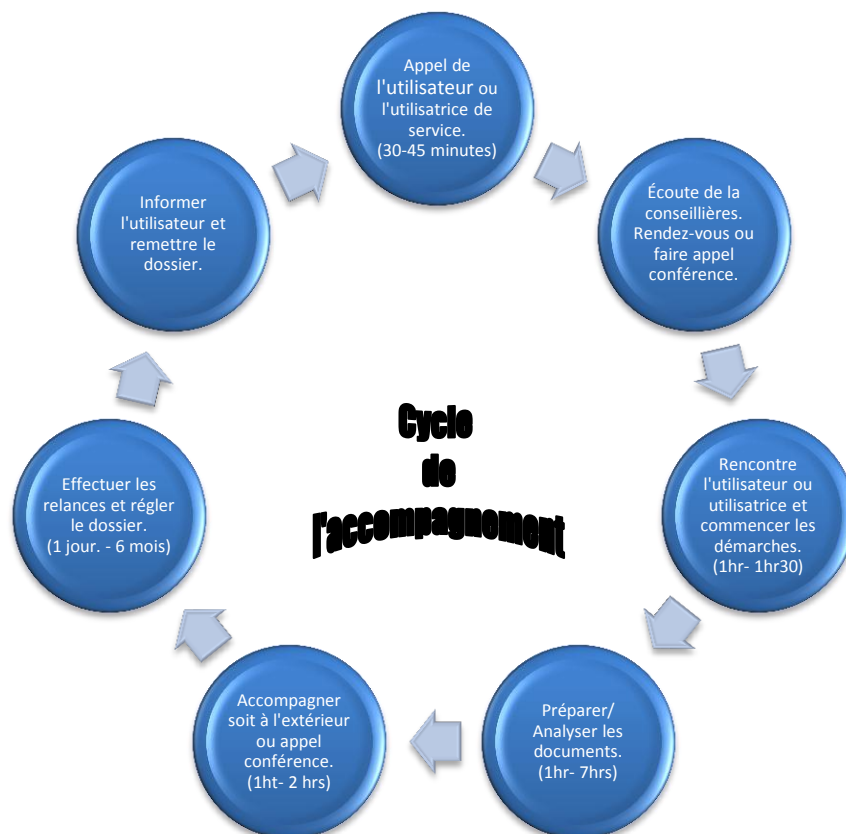 Appel de
l'utilisateur ou
l'utilisatrice de
service.
(30-45 minutes)
Écoute de la
conseillières.
Rendez-vous ou
faire appel
conférence.
Rencontre
l'utilisateur ou
utilisatrice et
commencer les
démarches.
(1hr- 1hr30)
Préparer/
Analyser les
documents.
(1hr- 7hrs)
Accompagner
soit à l'extérieur
ou appel
conférence.
(1ht- 2 hrs)
Effectuer les
relances et régler
le dossier.
(1 jour. - 6 mois)
Informer
l'utilisateur et
remettre le
dossier.
Cycle
de
l'accompagnement